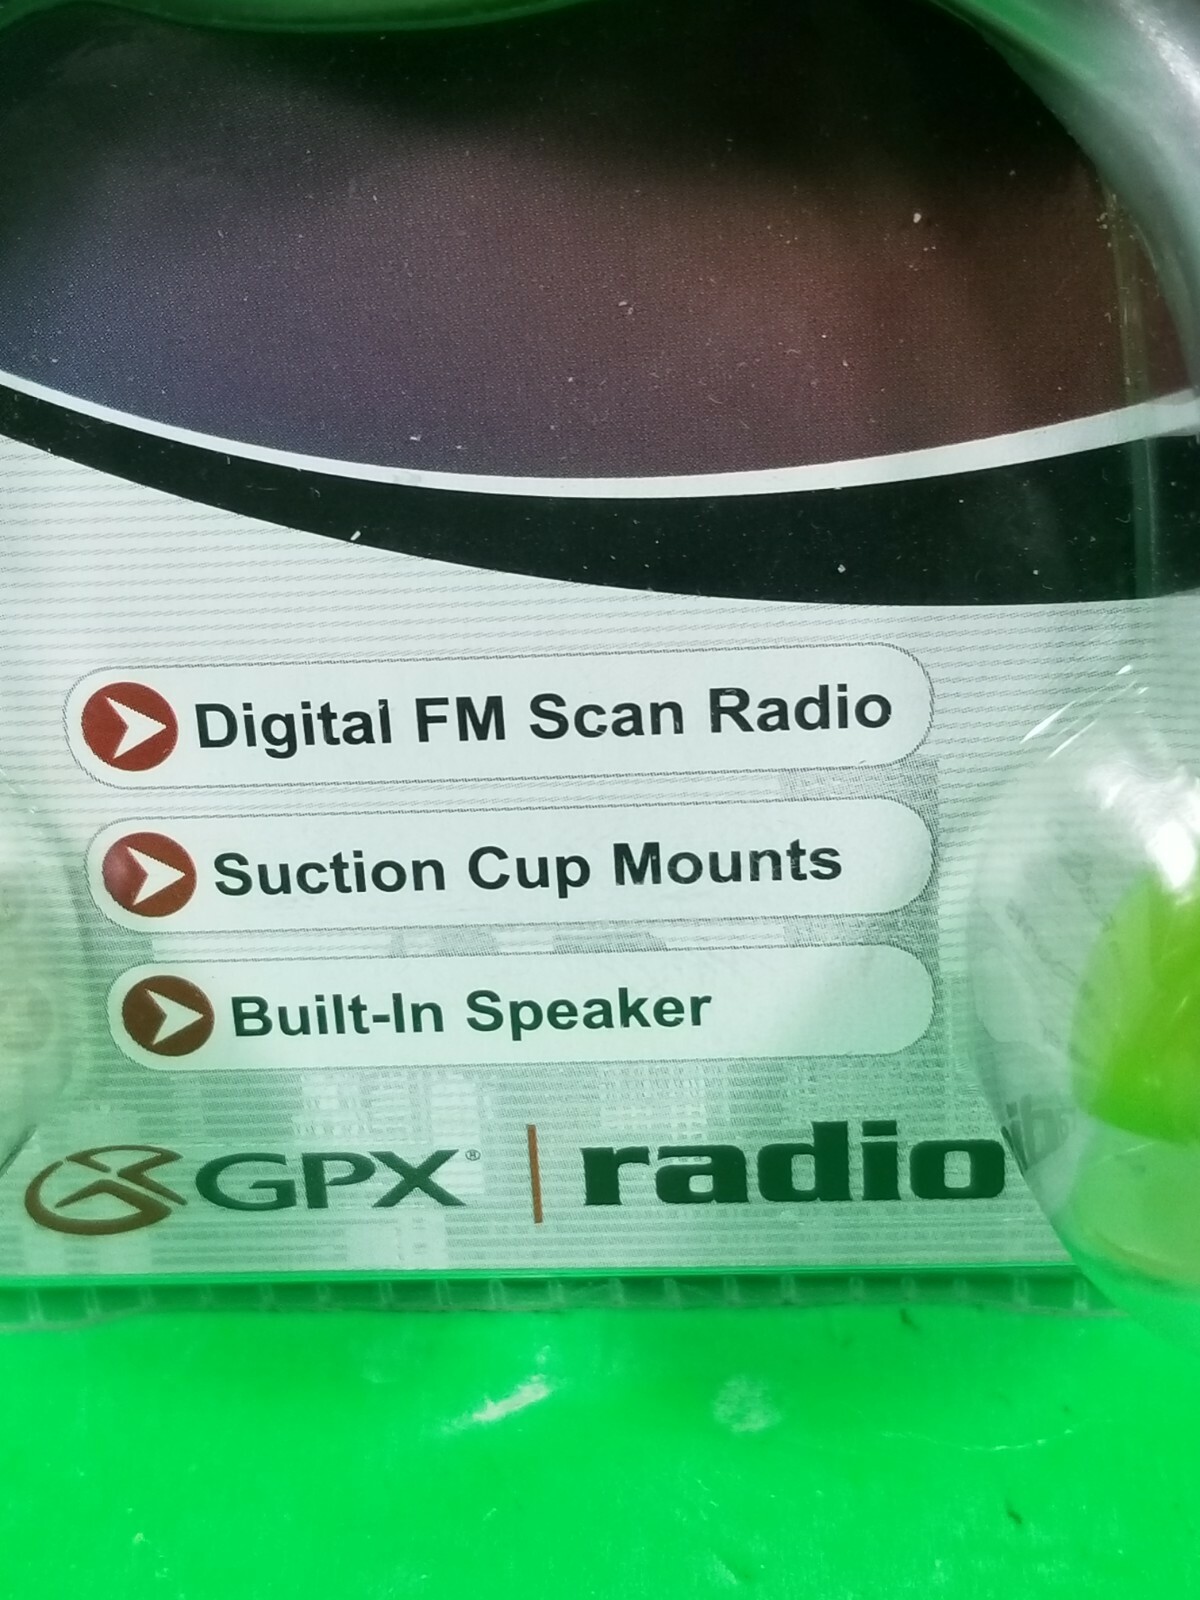 Digital FM Scan Radio
Suction Cup Mounts
Built-In Speaker
GPX® | radio